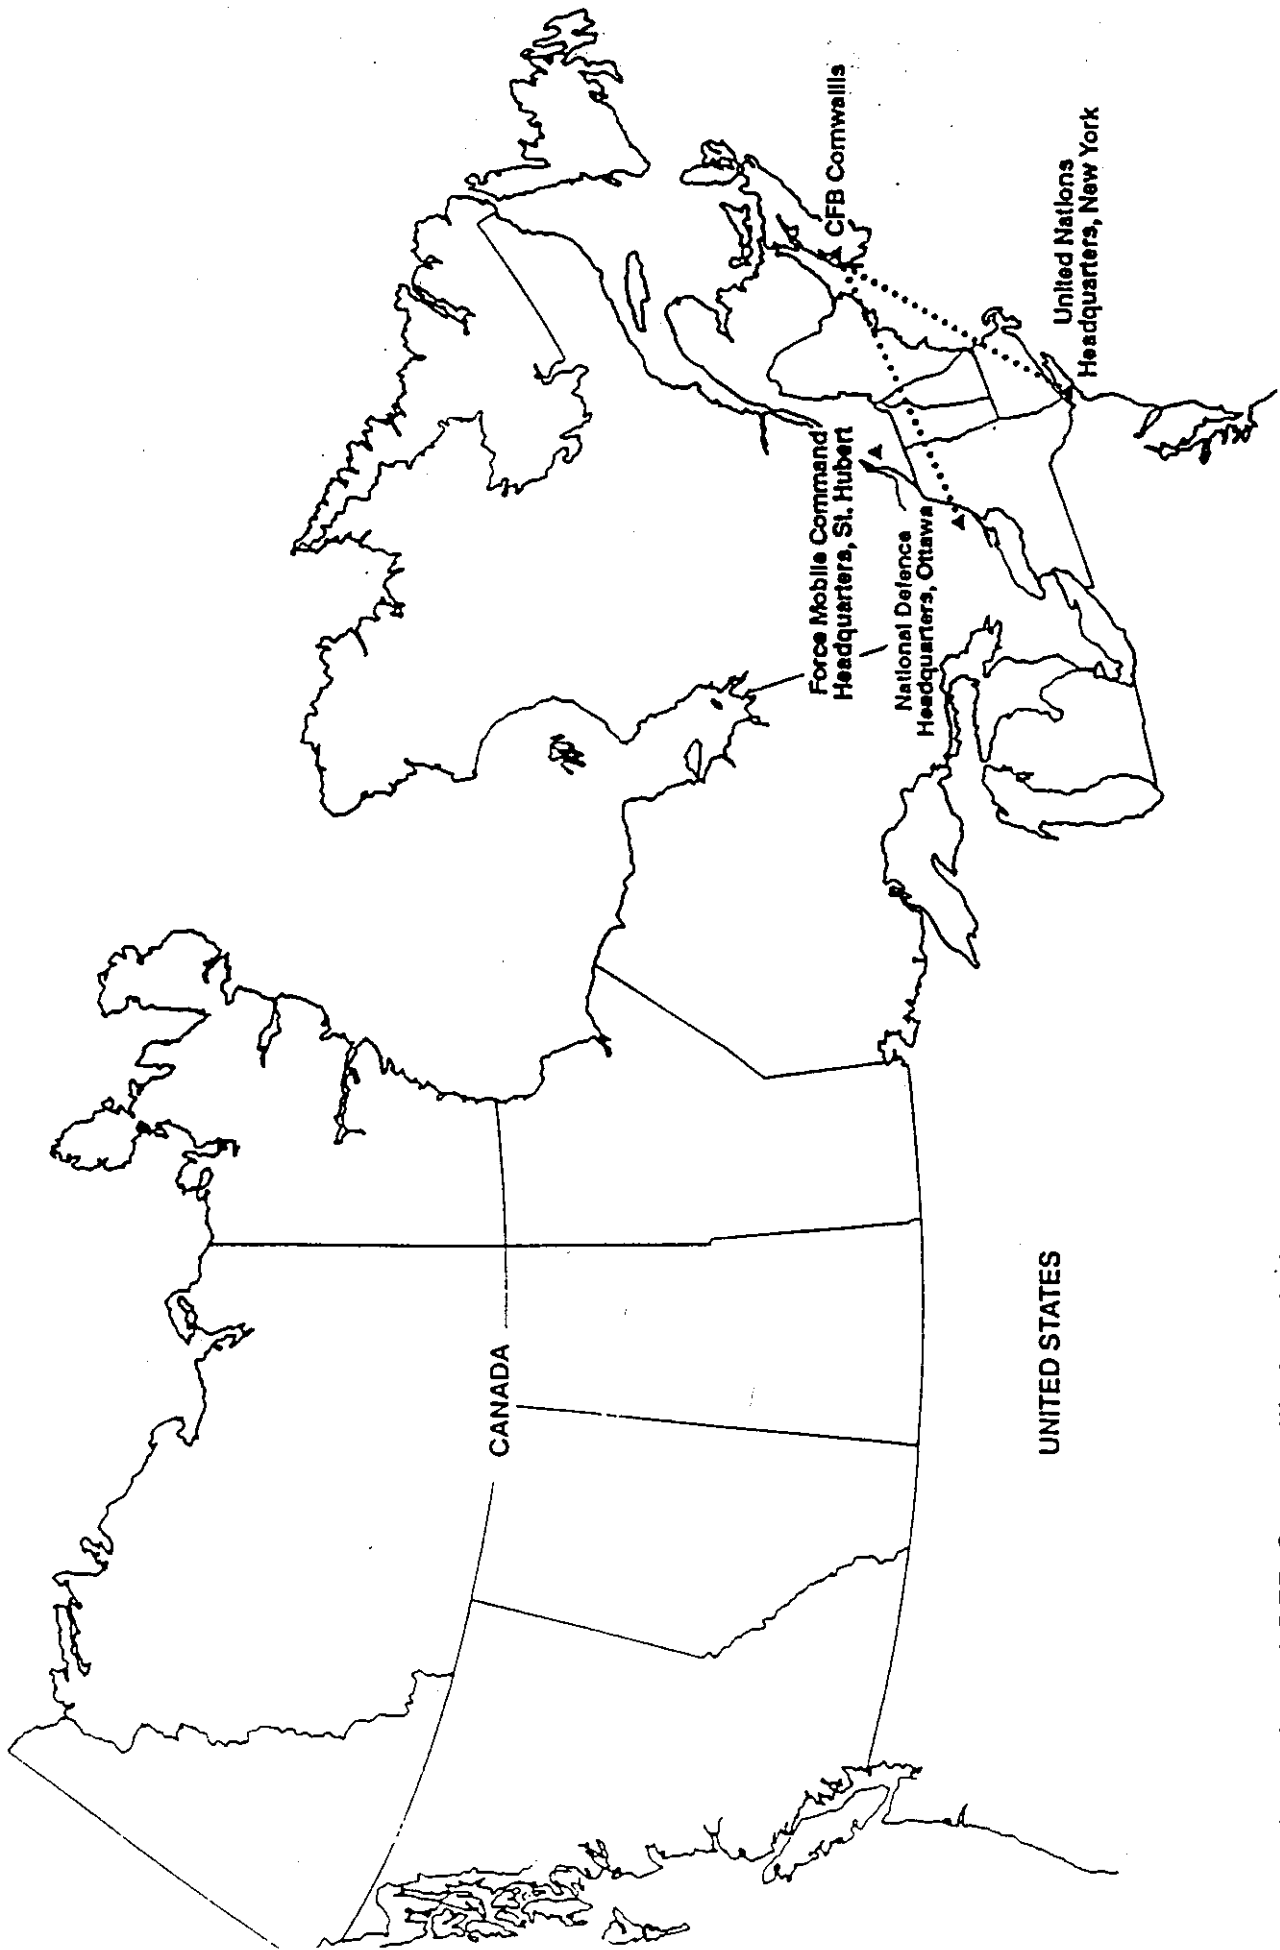 CANADA
UNITED STATES
Force Mobile Command
Headquarters, St. Hubert
National Defence
Headquarters, Ottawa
CFB Cornwallis
United Nations
Headquarters, New York